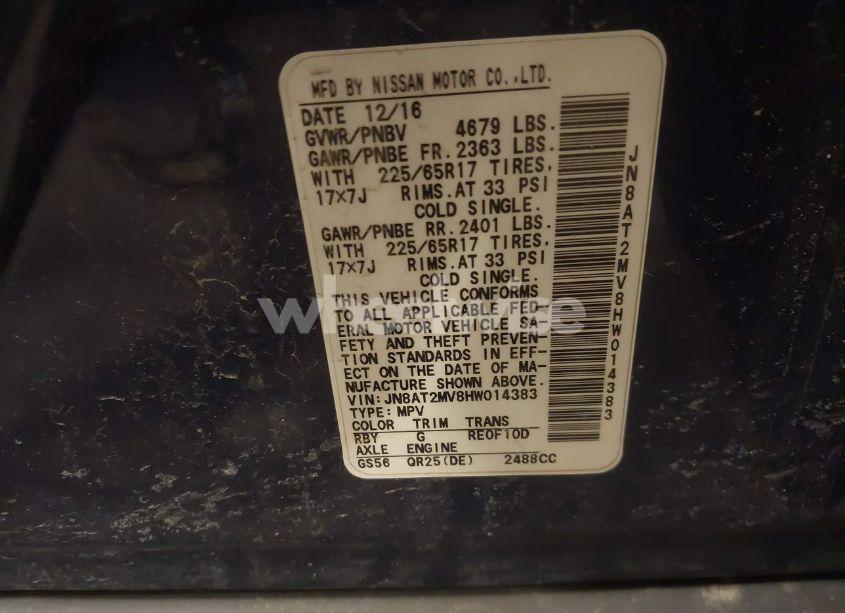 MFD BY NISSAN MOTOR CO.,LTD.
DATE 12/16
GVWR/PNBV 4679 LBS.
GAWR/PNBE FR. 2363 LBS.
WITH 225/65R17 TIRES,
17×7J RIMS.AT 33 PSI
COLD SINGLE.
GAWR/PNBE RR. 2401 LBS.
WITH 225/65R17 TIRES,
17×7J RIMS.AT 33 PSI
COLD SINGLE.
THIS VEHICLE CONFORMS
TO ALL APPLICABLE FED-
ERAL MOTOR VEHICLE SA-
FETY AND THEFT PREVEN-
TION STANDARDS IN EFF-
ECT ON THE DATE OF MA-
NUFACTURE SHOWN ABOVE.
VIN: JN8AT2MV8HW014383
TYPE: MPV
COLOR TRIM TRANS
RBY G RE0F10D
AXLE ENGINE
GS56 QR25(DE) 2488CC
JN8AT2MV8HW014383